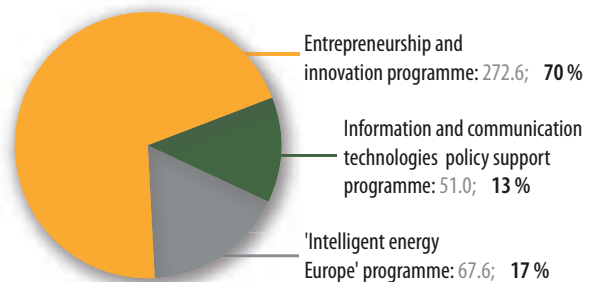 Entrepreneurship and
innovation programme: 272.6; 70 %
Information and communication
technologies policy support
programme: 51.0; 13 %
'Intelligent energy
Europe' programme: 67.6; 17 %